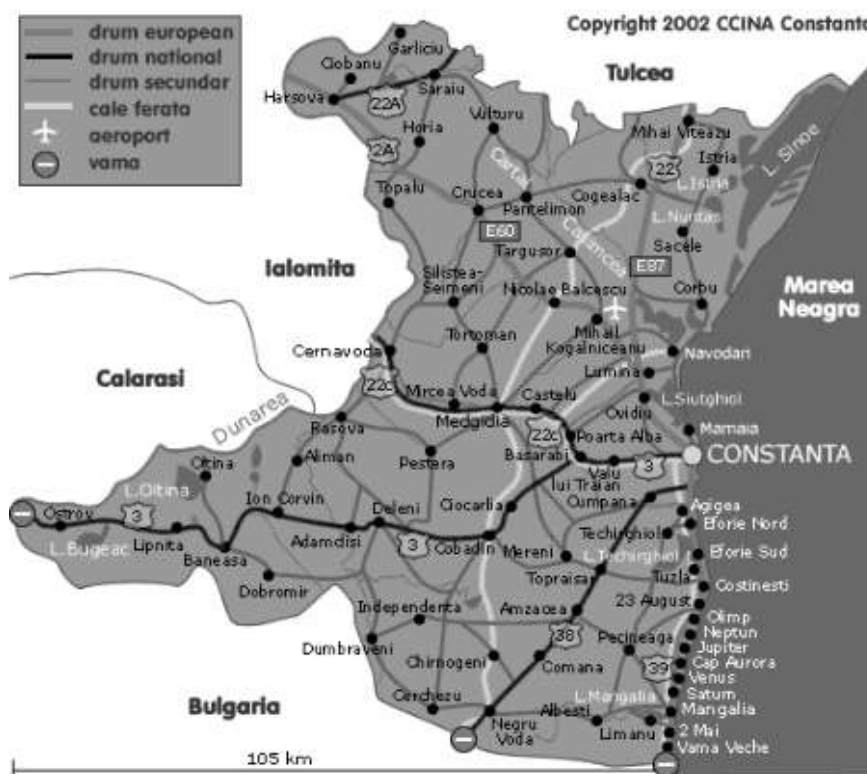 drum european
drum national
drum secundar
cale ferata
aeroport
vama
Copyright 2002 CCINA Constanta
Tulcea
Garliciu
Ciobanu
Saraiu
Harsova
22A
Vulturu
Horia
Mihai Viteazu
2A
22
Istria
L. Sinoe
L.Istria
Topalu
Cartal
Crucea
Pantelimon
Cogealac
L.Nuntas
E60
Casimcea
Sacele
Targusor
E87
Ialomita
Silistea-
Seimeni
Nicolae Balcescu
Corbu
Marea
Neagra
Tortoman
Mihail
Kogalniceanu
Cernavoda
Navodari
Lumina
Calarasi
22c
Mircea Voda
Castelu
L.Siutghiol
Medgidia
Ovidiu
Dunarea
22c
Mamaia
Rasova
Poarta Alba
Basarabi
CONSTANTA
Oltina
Aliman
Pestera
Valu
lui Traian
3
L.Oltina
Ion Corvin
Ciocarlia
Cumpana
Ostrov
3
Deleni
Agigea
Eforie Nord
Lipnita
Adamclisi
3
Cobadin
Techirghiol
L.Bugeac
Baneasa
Mereni
L.Techirghiol
Eforie Sud
Topraisar
Tuzla
Dobromir
Costinesti
Independenta
Amzacea
23 August
Olimp
38
Neptun
Dumbraveni
Pecineaga
Jupiter
Chirnogeni
Comana
39
Cap Aurora
Venus
Bulgaria
Cerchezu
L.Mangalia
Saturn
Albesti
Mangalia
Negru
Voda
Limanu
2 Mai
Vama Veche
105 km